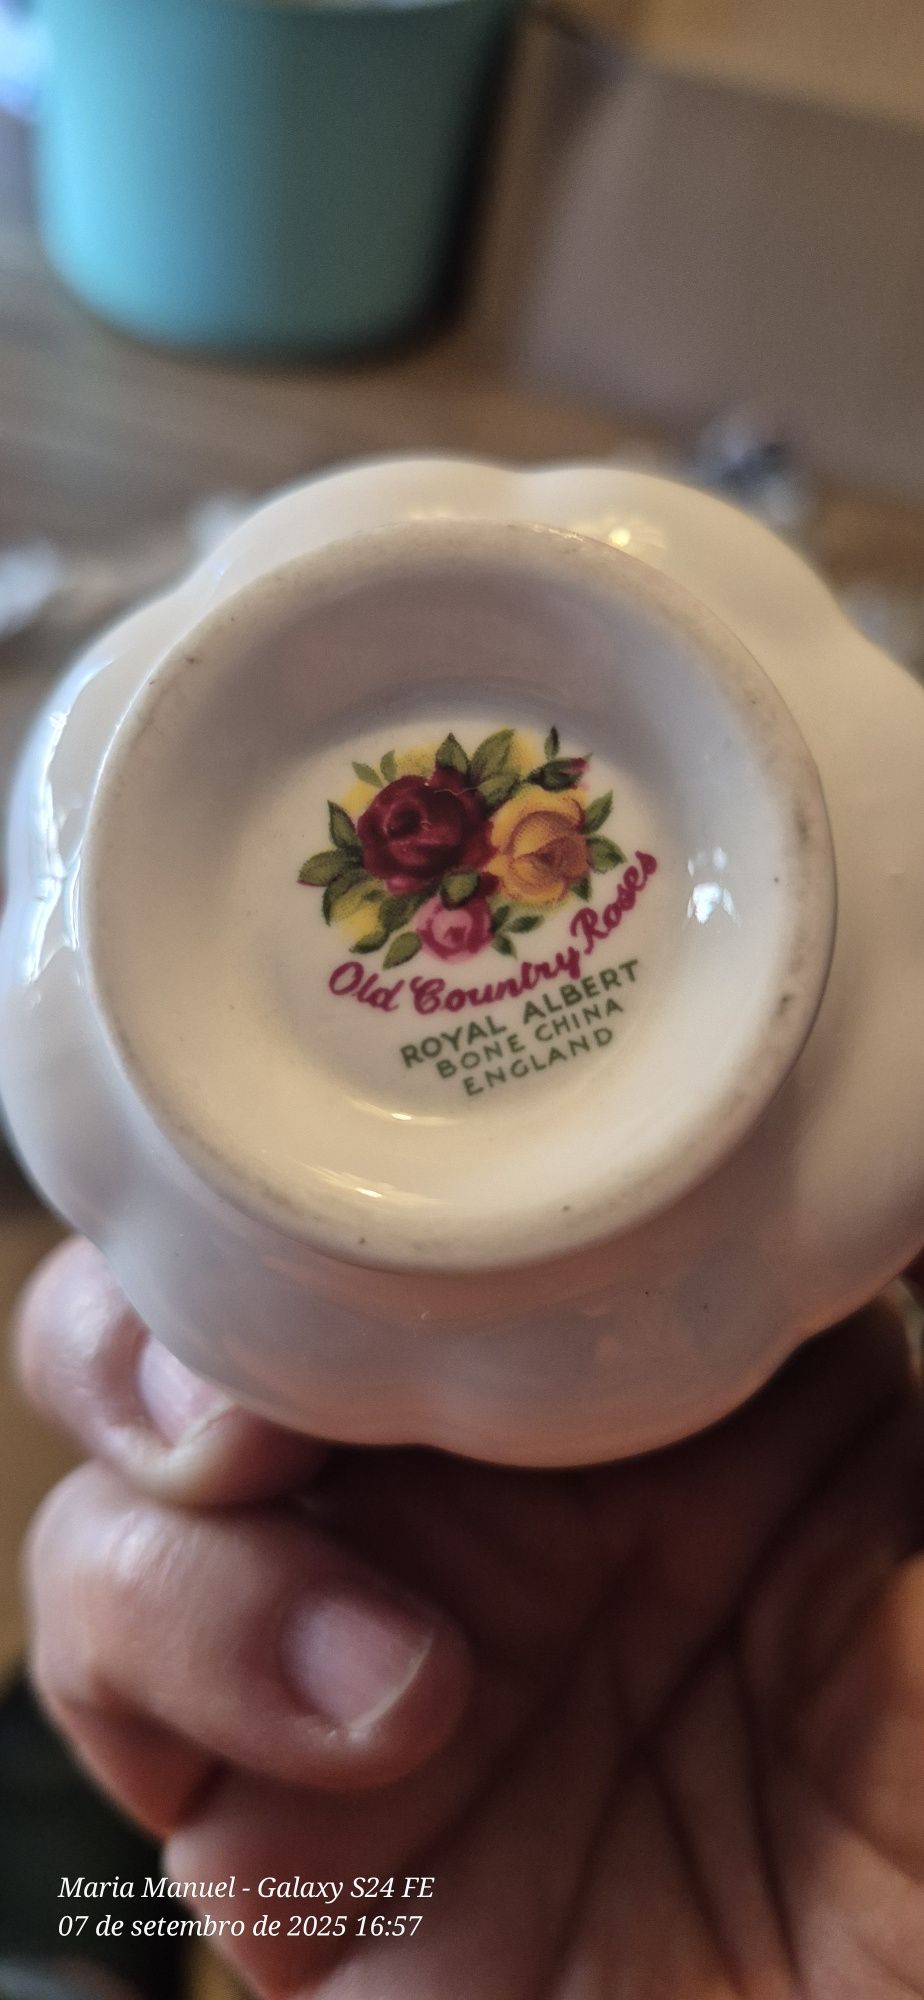 Old Country Roses
ROYAL ALBERT
BONE CHINA
ENGLAND
Maria Manuel - Galaxy S24 FE
07 de setembro de 2025 16:57